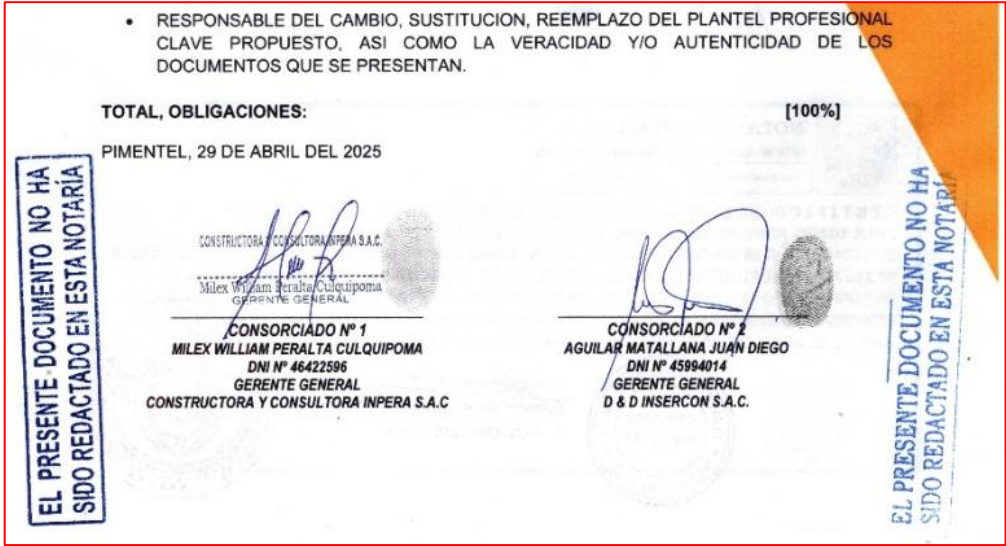 • RESPONSABLE DEL CAMBIO, SUSTITUCION, REEMPLAZO DEL PLANTEL PROFESIONAL
CLAVE PROPUESTO, ASI COMO LA VERACIDAD Y/O AUTENTICIDAD DE LOS
DOCUMENTOS QUE SE PRESENTAN.
TOTAL, OBLIGACIONES: [100%]
PIMENTEL, 29 DE ABRIL DEL 2025
EL PRESENTE DOCUMENTO NO HA
SIDO REDACTADO EN ESTA NOTARÍA
CONSTRUCTORA Y CONSULTORA INPERA S.A.C.
Milex William Peralta Culquipoma
GERENTE GENERAL
CONSORCIADO Nº 1
MILEX WILLIAM PERALTA CULQUIPOMA
DNI Nº 46422596
GERENTE GENERAL
CONSTRUCTORA Y CONSULTORA INPERA S.A.C
CONSORCIADO Nº 2
AGUILAR MATALLANA JUAN DIEGO
DNI Nº 45994014
GERENTE GENERAL
D & D INSERCON S.A.C.
EL PRESENTE DOCUMENTO NO HA
SIDO REDACTADO EN ESTA NOTARÍA